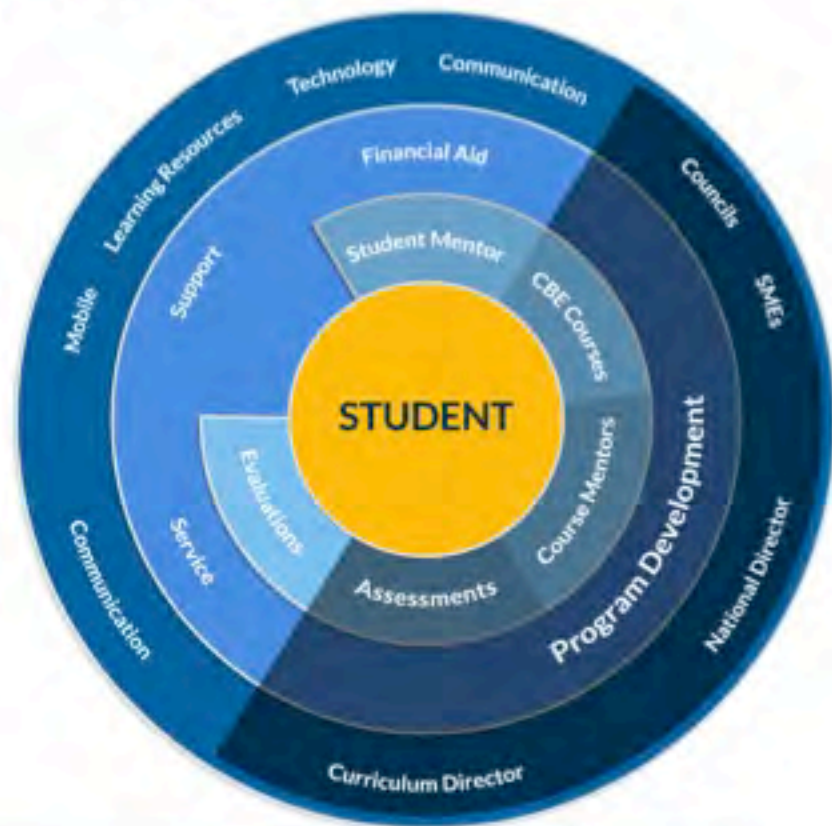 Communication
Technology
Learning Resources
Mobile
Communication
Councils
SMEs
National Director
Curriculum Director
Financial Aid
Support
Service
Program Development
Student Mentor
CBE Courses
Course Mentors
Assessments
Evaluations
STUDENT